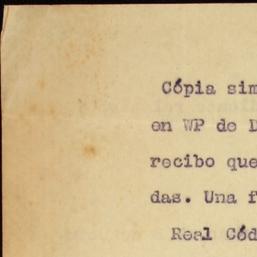 Cópia sim
en WP de D
recibo que
das. Una f
Real Cód